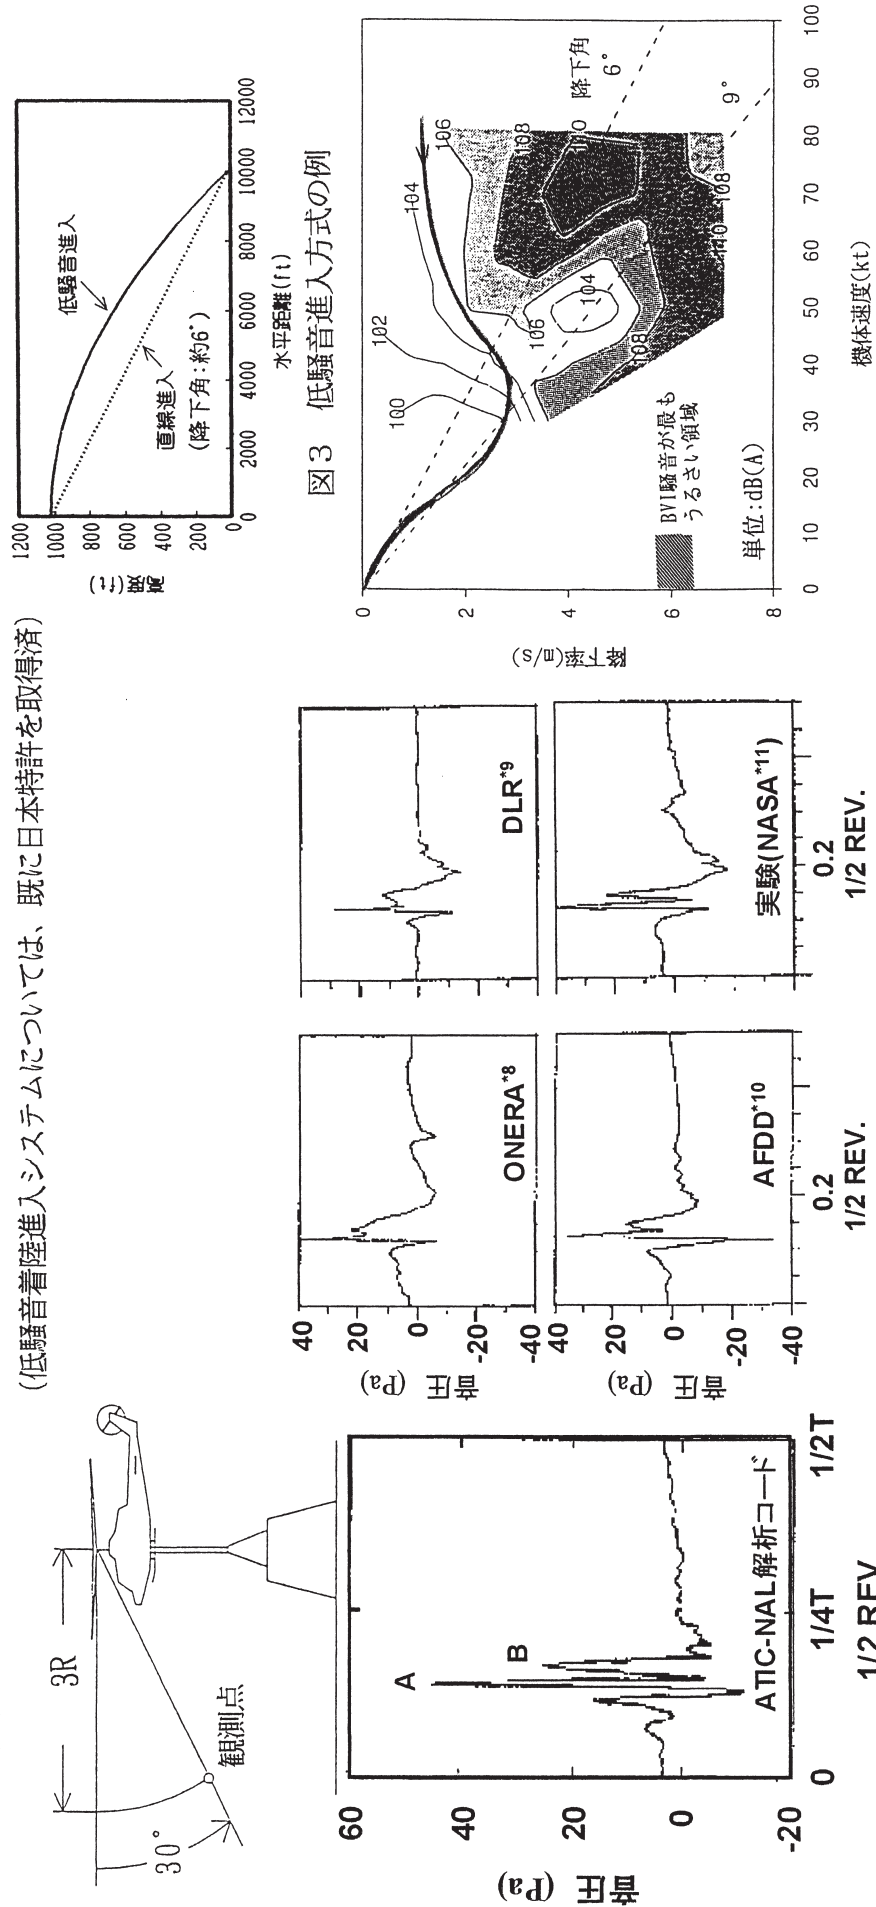 (低騒音着陸進入システムについては、既に日本特許を取得済)
3R
30°
観測点
音圧 (Pa)
60
40
20
0
-20
A
B
ATIC-NAL解析コード
0
1/4T
1/2T
1/2 REV.
音圧 (Pa)
40
20
0
-20
-40
ONERA*8
DLR*9
音圧 (Pa)
40
20
0
-20
-40
AFDD*10
実験(NASA*11)
0.2
1/2 REV.
0.2
1/2 REV.
高度(ft)
1200
1000
800
600
400
200
0
低騒音進入
直線進入
(降下角:約6°)
0
2000
4000
6000
8000
10000
12000
水平距離(ft)
図3 低騒音進入方式の例
降下率(m/s)
0
2
4
6
8
100
102
104
106
108
110
106
104
108
110
108
降下角
6°
9°
BVI騒音が最も
うるさい領域
単位:dB(A)
0
10
20
30
40
50
60
70
80
90
100
機体速度(kt)